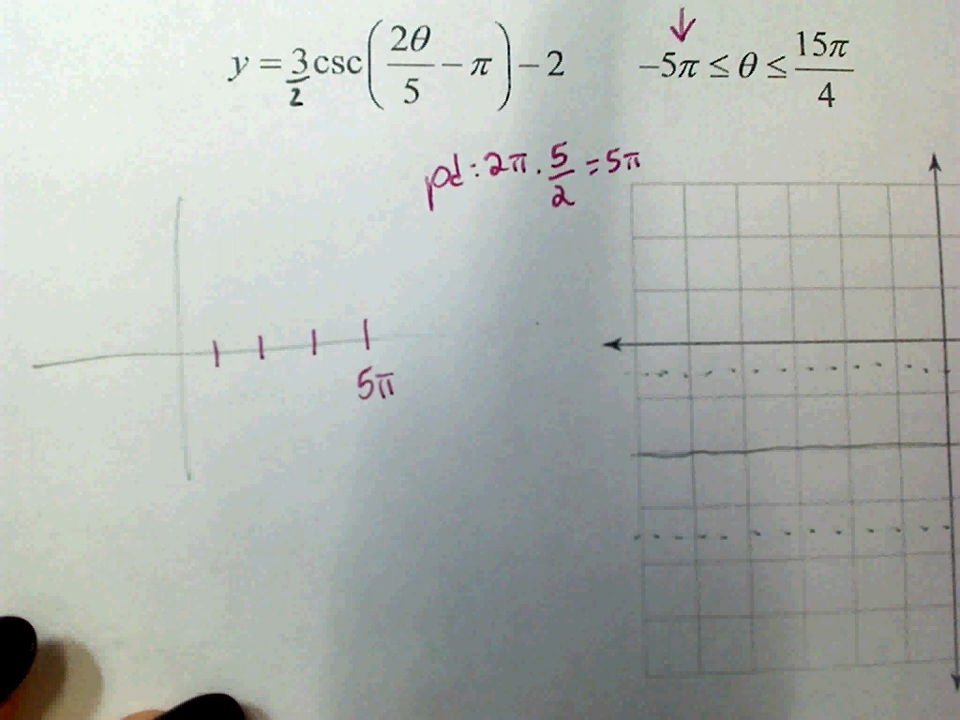 y = 3/2 csc(2θ/5 − π) − 2    −5π ≤ θ ≤ 15π/4
pd: 2π · 5/2 = 5π
5π